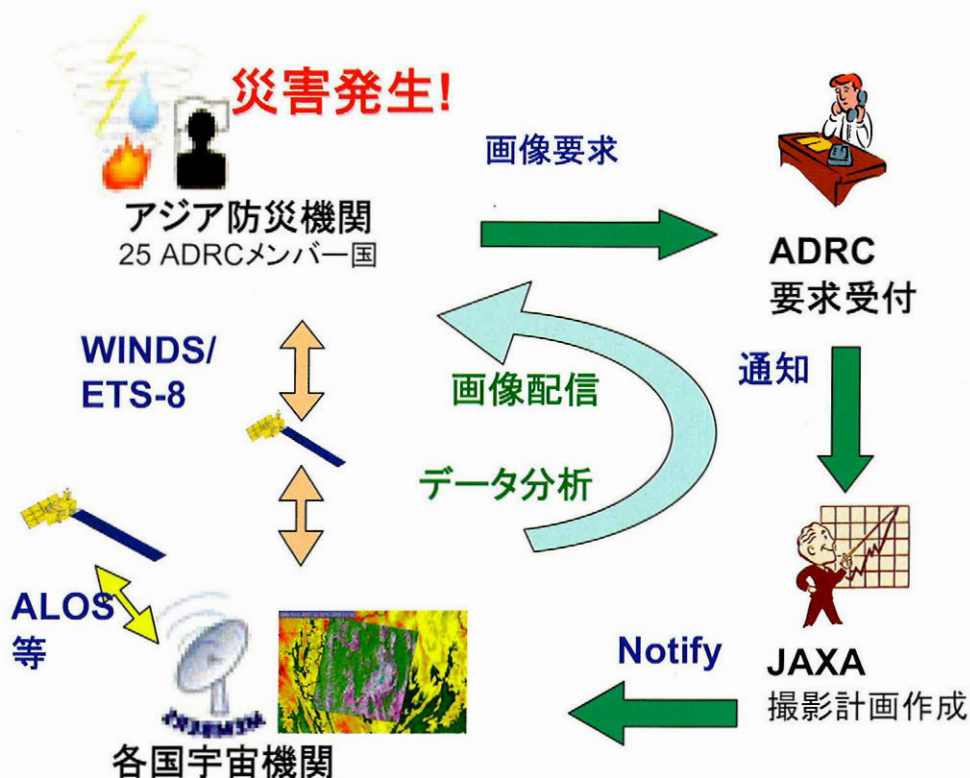 災害発生!
画像要求
アジア防災機関
25 ADRCメンバー国
ADRC
要求受付
WINDS/
ETS-8
通知
画像配信
データ分析
ALOS
等
Notify
JAXA
撮影計画作成
各国宇宙機関